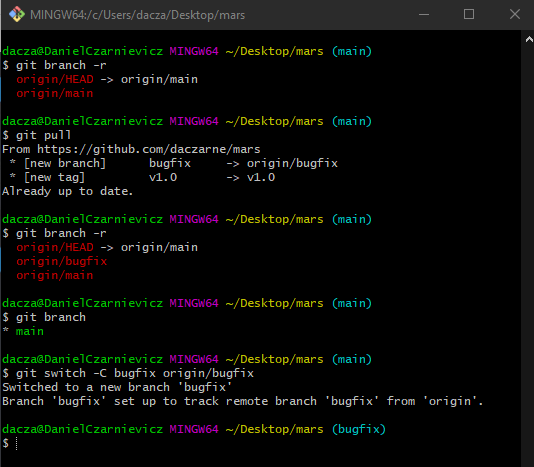 MINGW64:/c/Users/dacza/Desktop/mars
dacza@DanielCzarnievicz MINGW64 ~/Desktop/mars (main)
$ git branch -r
  origin/HEAD -> origin/main
  origin/main
dacza@DanielCzarnievicz MINGW64 ~/Desktop/mars (main)
$ git pull
From https://github.com/daczarne/mars
 * [new branch]      bugfix     -> origin/bugfix
 * [new tag]         v1.0       -> v1.0
Already up to date.
dacza@DanielCzarnievicz MINGW64 ~/Desktop/mars (main)
$ git branch -r
  origin/HEAD -> origin/main
  origin/bugfix
  origin/main
dacza@DanielCzarnievicz MINGW64 ~/Desktop/mars (main)
$ git branch
* main
dacza@DanielCzarnievicz MINGW64 ~/Desktop/mars (main)
$ git switch -C bugfix origin/bugfix
Switched to a new branch 'bugfix'
Branch 'bugfix' set up to track remote branch 'bugfix' from 'origin'.
dacza@DanielCzarnievicz MINGW64 ~/Desktop/mars (bugfix)
$